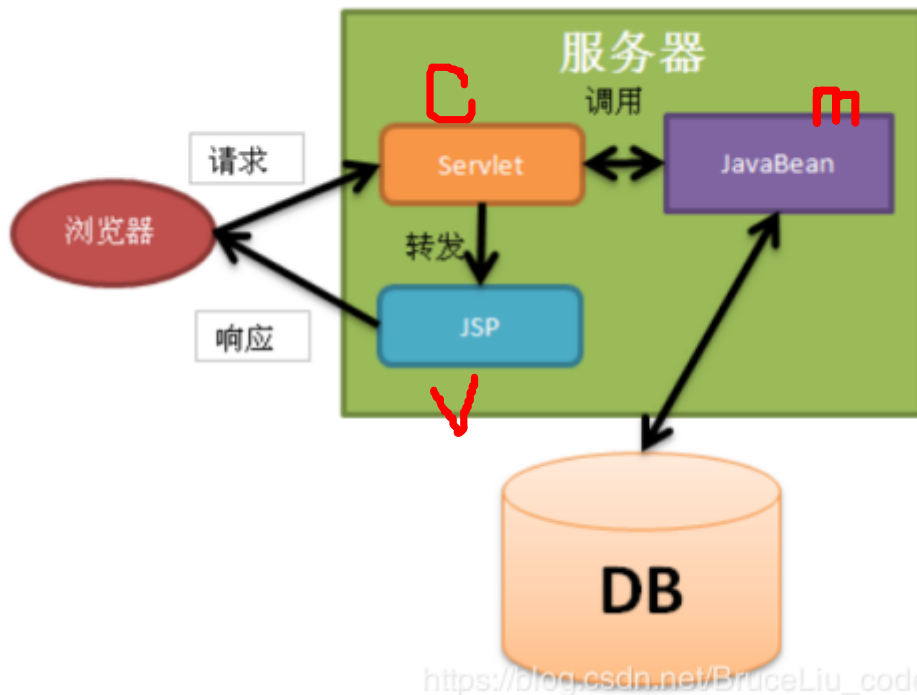 服务器
C
调用
m
请求
Servlet
JavaBean
浏览器
转发
响应
JSP
V
DB
https://blog.csdn.net/BruceLiu_code